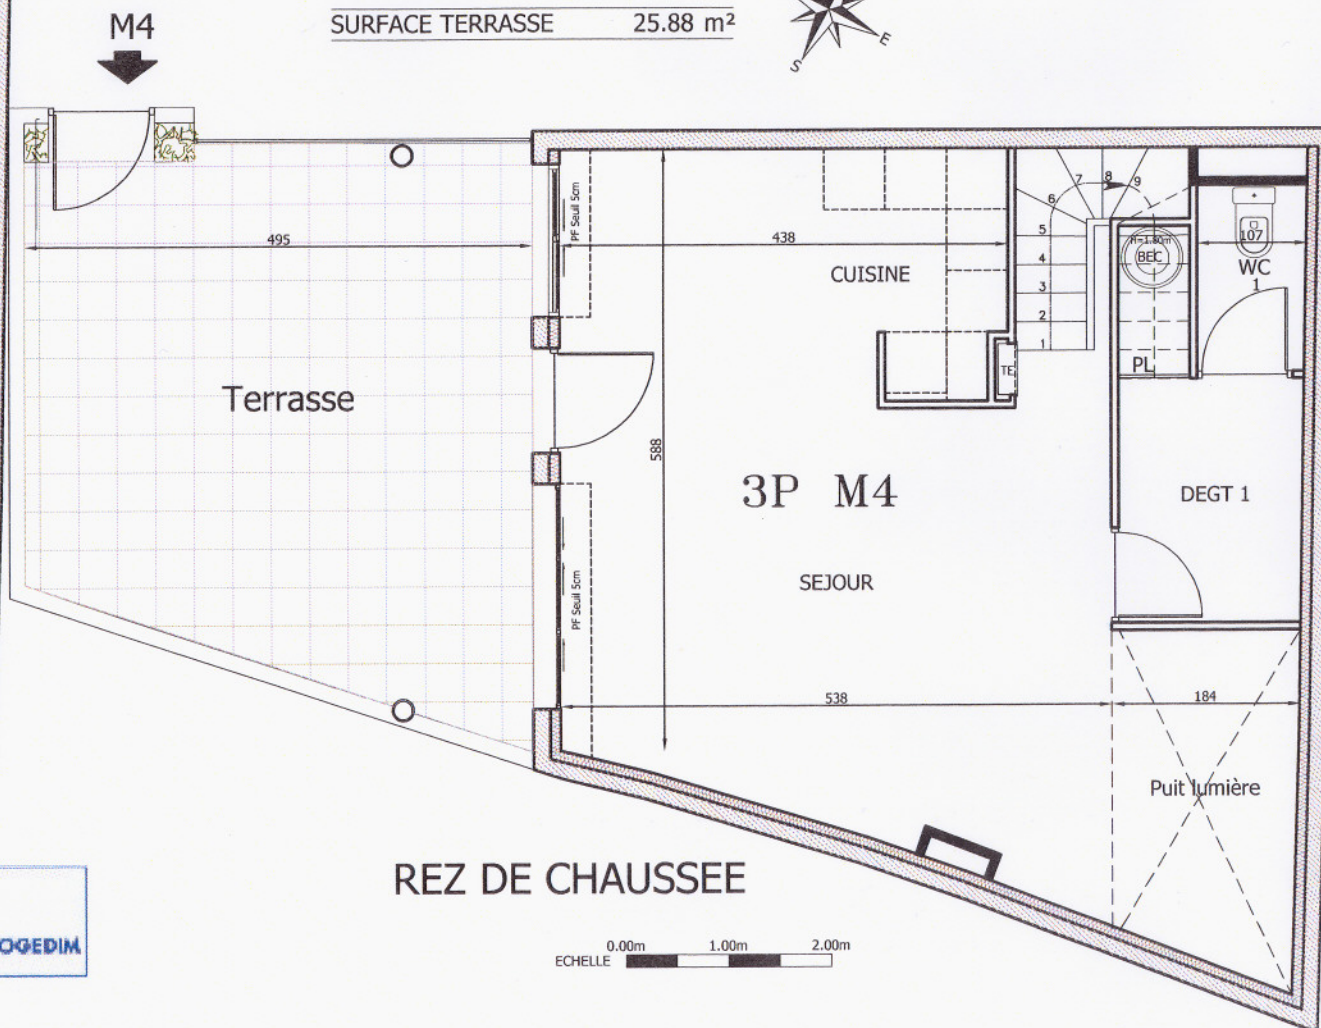 M4
SURFACE TERRASSE 25.88 m²
E
S
495
PF Seuil 5cm
438
CUISINE
7
8
9
6
5
4
3
2
1
H=1.80m
BEC
107
WC
1
TE
PL
Terrasse
588
3P M4
DEGT 1
SEJOUR
PF Seuil 5cm
538
184
Puit lumière
REZ DE CHAUSSEE
OGEDIM
ECHELLE 0.00m 1.00m 2.00m